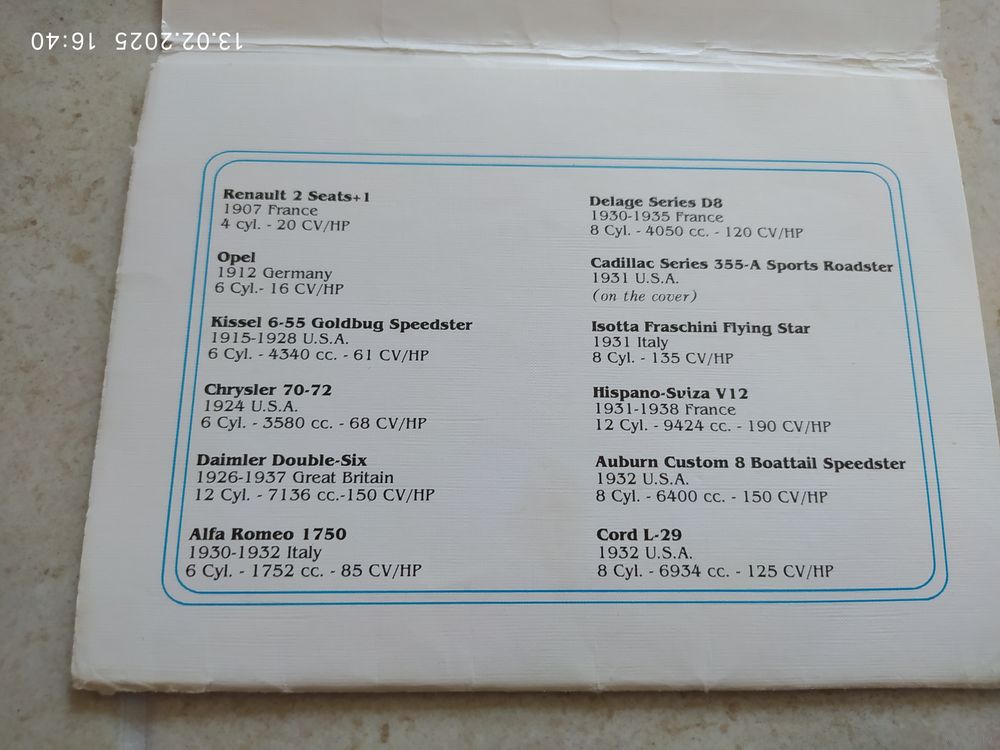 13.02.2025 16:40
Renault 2 Seats+1
1907 France
4 cyl. - 20 CV/HP
Opel
1912 Germany
6 Cyl.- 16 CV/HP
Kissel 6-55 Goldbug Speedster
1915-1928 U.S.A.
6 Cyl. - 4340 cc. - 61 CV/HP
Chrysler 70-72
1924 U.S.A.
6 Cyl. - 3580 cc. - 68 CV/HP
Daimler Double-Six
1926-1937 Great Britain
12 Cyl. - 7136 cc.-150 CV/HP
Alfa Romeo 1750
1930-1932 Italy
6 Cyl. - 1752 cc. - 85 CV/HP
Delage Series D8
1930-1935 France
8 Cyl. - 4050 cc. - 120 CV/HP
Cadillac Series 355-A Sports Roadster
1931 U.S.A.
(on the cover)
Isotta Fraschini Flying Star
1931 Italy
8 Cyl. - 135 CV/HP
Hispano-Sviza V12
1931-1938 France
12 Cyl. - 9424 cc. - 190 CV/HP
Auburn Custom 8 Boattail Speedster
1932 U.S.A.
8 Cyl. - 6400 cc. - 150 CV/HP
Cord L-29
1932 U.S.A.
8 Cyl. - 6934 cc. - 125 CV/HP